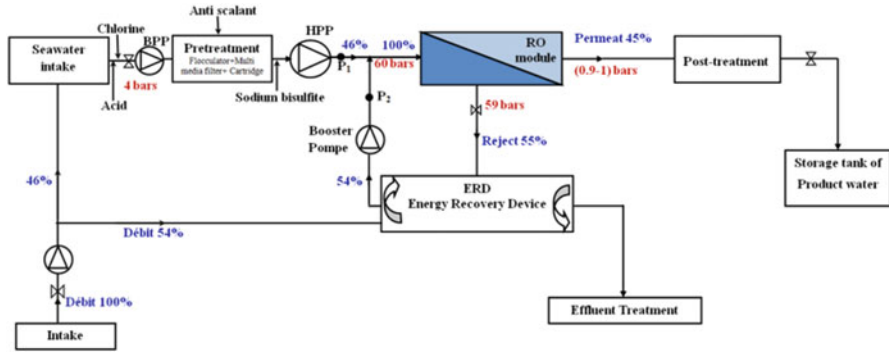 Anti scalant
Chlorine
BPP
HPP
Seawater
intake
Pretreatment
Flocculator+Multi
media filter+ Cartridge
46%
100%
P1
60 bars
RO
module
Permeat 45%
(0.9-1) bars
Post-treatment
4 bars
Acid
Sodium bisulfite
P2
59 bars
Booster
Pompe
Reject 55%
Storage tank of
Product water
46%
54%
ERD
Energy Recovery Device
Débit 54%
Débit 100%
Effluent Treatment
Intake